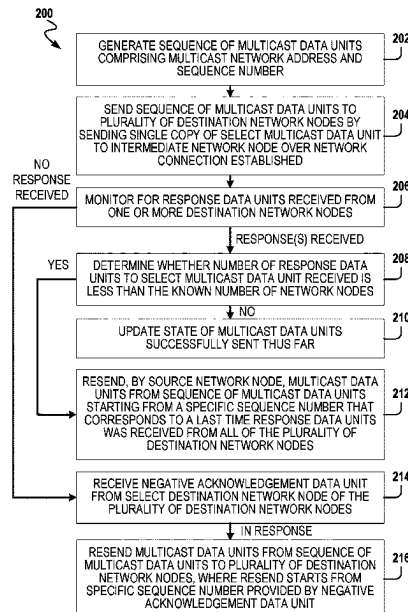 200
202
GENERATE SEQUENCE OF MULTICAST DATA UNITS
COMPRISING MULTICAST NETWORK ADDRESS AND
SEQUENCE NUMBER
204
SEND SEQUENCE OF MULTICAST DATA UNITS TO
PLURALITY OF DESTINATION NETWORK NODES BY
SENDING SINGLE COPY OF SELECT MULTICAST DATA UNIT
TO INTERMEDIATE NETWORK NODE OVER NETWORK
CONNECTION ESTABLISHED
NO
RESPONSE
RECEIVED
206
MONITOR FOR RESPONSE DATA UNITS RECEIVED FROM
ONE OR MORE DESTINATION NETWORK NODES
RESPONSE(S) RECEIVED
YES
208
DETERMINE WHETHER NUMBER OF RESPONSE DATA
UNITS TO SELECT MULTICAST DATA UNIT RECEIVED IS
LESS THAN THE KNOWN NUMBER OF NETWORK NODES
NO
210
UPDATE STATE OF MULTICAST DATA UNITS
SUCCESSFULLY SENT THUS FAR
212
RESEND, BY SOURCE NETWORK NODE, MULTICAST DATA
UNITS FROM SEQUENCE OF MULTICAST DATA UNITS
STARTING FROM A SPECIFIC SEQUENCE NUMBER THAT
CORRESPONDS TO A LAST TIME RESPONSE DATA UNITS
WAS RECEIVED FROM ALL OF THE PLURALITY OF
DESTINATION NETWORK NODES
214
RECEIVE NEGATIVE ACKNOWLEDGEMENT DATA UNIT
FROM SELECT DESTINATION NETWORK NODE OF THE
PLURALITY OF DESTINATION NETWORK NODES
IN RESPONSE
216
RESEND MULTICAST DATA UNITS FROM SEQUENCE OF
MULTICAST DATA UNITS TO PLURALITY OF DESTINATION
NETWORK NODES, WHERE RESEND STARTS FROM
SPECIFIC SEQUENCE NUMBER PROVIDED BY NEGATIVE
ACKNOWLEDGEMENT DATA UNIT